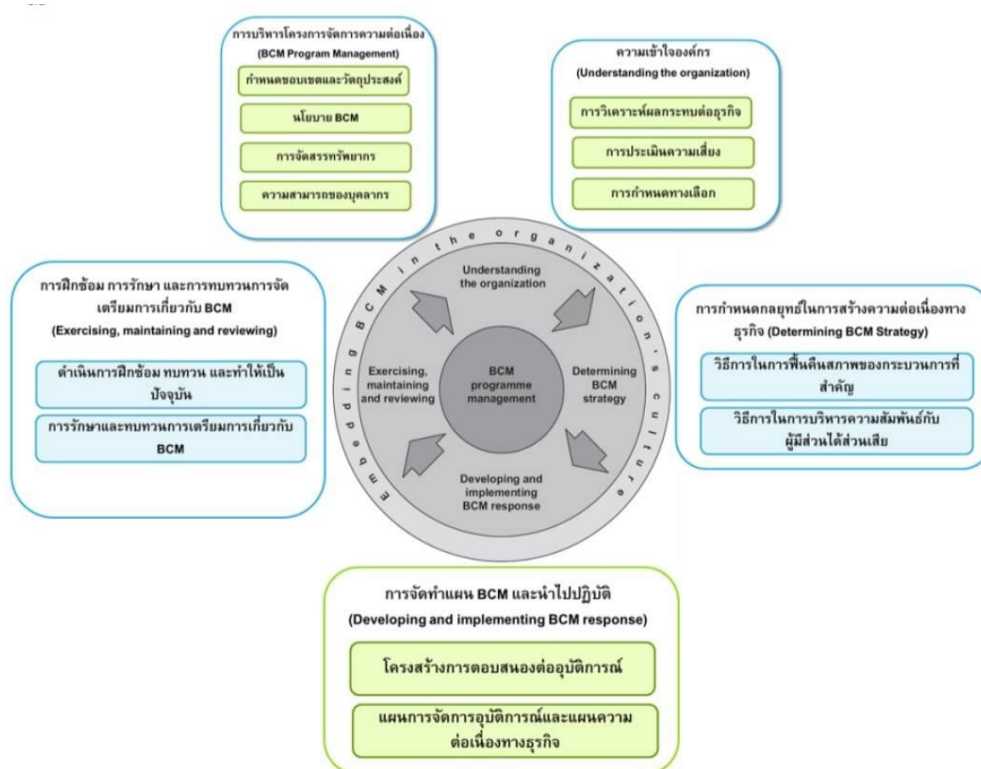 การบริหารโครงการจัดการความต่อเนื่อง
(BCM Program Management)
กำหนดขอบเขตและวัตถุประสงค์
นโยบาย BCM
การจัดสรรทรัพยากร
ความสามารถของบุคลากร
ความเข้าใจองค์กร
(Understanding the organization)
การวิเคราะห์ผลกระทบต่อธุรกิจ
การประเมินความเสี่ยง
การกำหนดทางเลือก
การฝึกซ้อม การรักษา และการทบทวนการจัด
เตรียมการเกี่ยวกับ BCM
(Exercising, maintaining and reviewing)
ดำเนินการฝึกซ้อม ทบทวน และทำให้เป็น
ปัจจุบัน
การรักษาและทบทวนการเตรียมการเกี่ยวกับ
BCM
Embedding BCM in the organization's culture
Understanding
the organization
Exercising,
maintaining
and reviewing
BCM
programme
management
Determining
BCM
strategy
Developing and
implementing
BCM response
การกำหนดกลยุทธ์ในการสร้างความต่อเนื่องทาง
ธุรกิจ (Determining BCM Strategy)
วิธีการในการฟื้นคืนสภาพของกระบวนการที่
สำคัญ
วิธีการในการบริหารความสัมพันธ์กับ
ผู้มีส่วนได้ส่วนเสีย
การจัดทำแผน BCM และนำไปปฏิบัติ
(Developing and implementing BCM response)
โครงสร้างการตอบสนองต่ออุบัติการณ์
แผนการจัดการอุบัติการณ์และแผนความ
ต่อเนื่องทางธุรกิจ